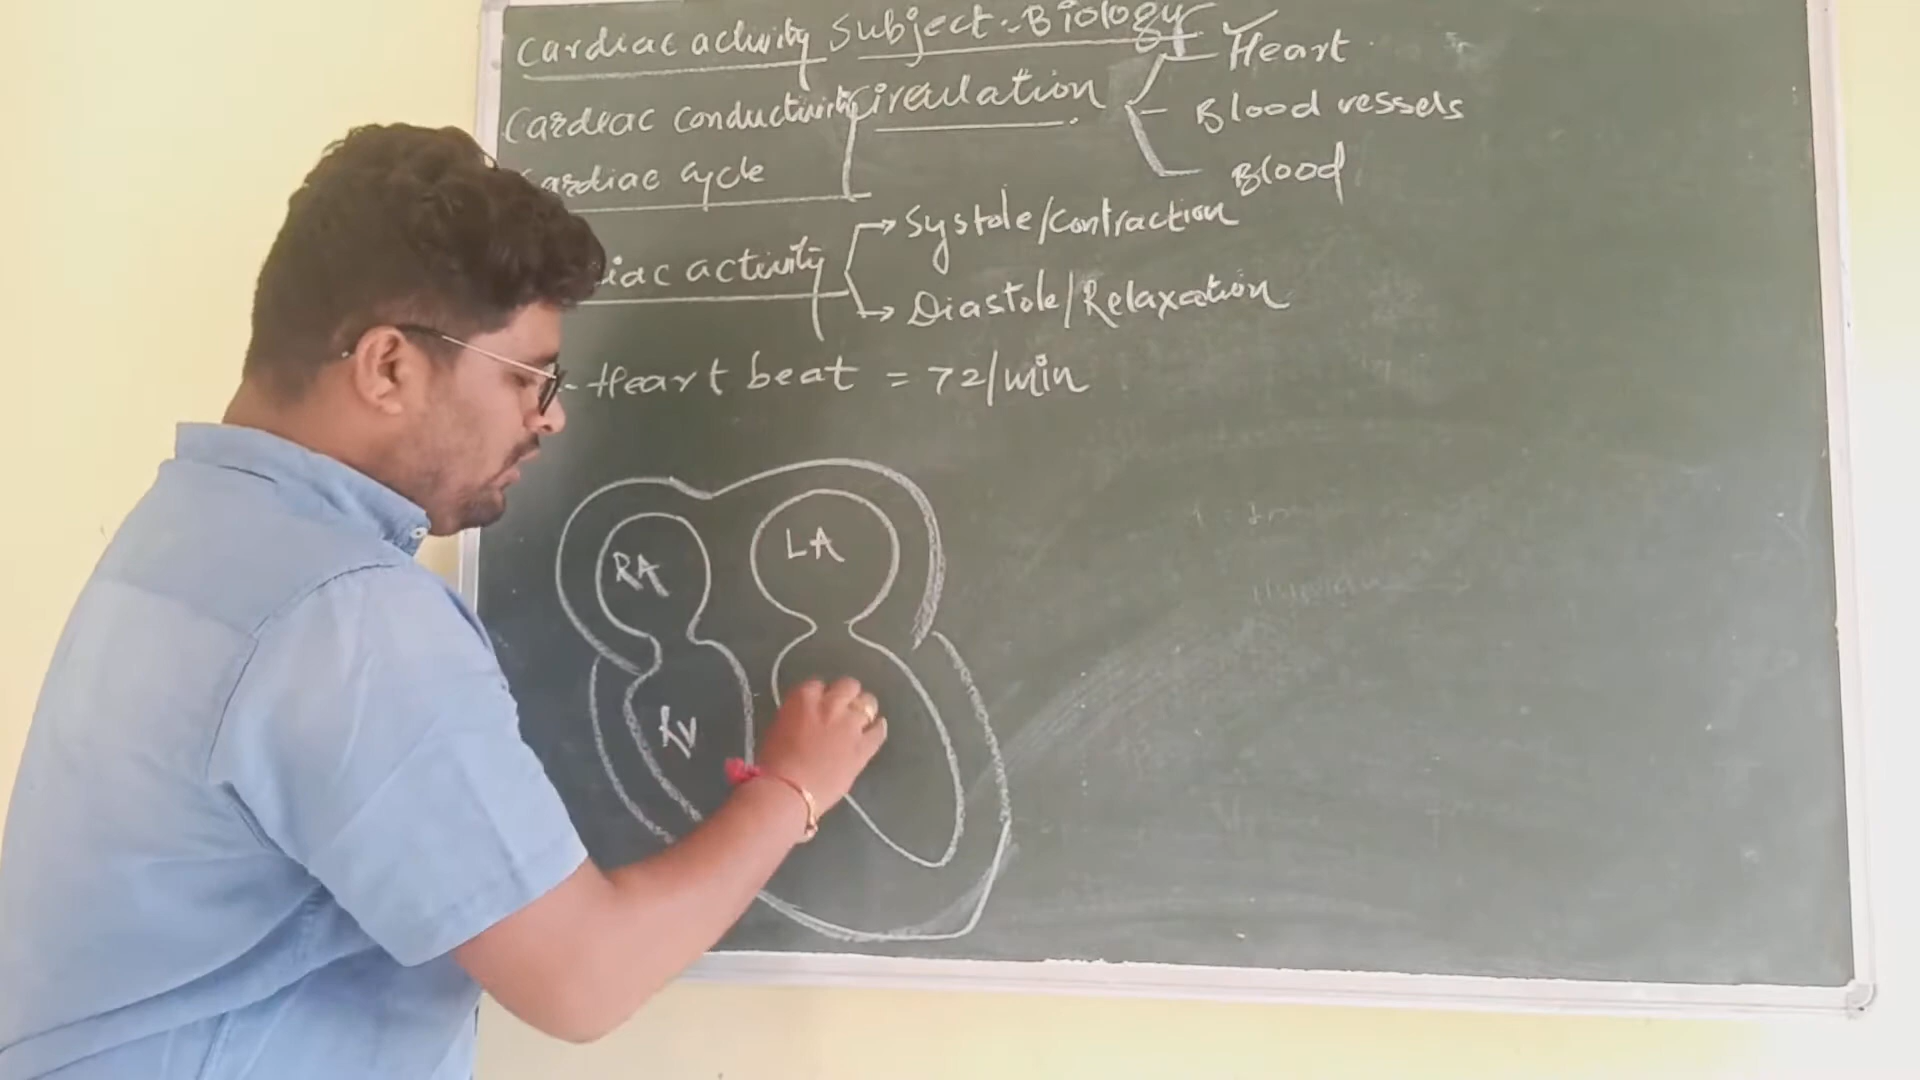 Cardiac activity Subject:-Biology
Cardiac conductivity Circulation Heart
Blood vessels
Blood
Cardiac cycle
iac activity Systole/Contraction
Diastole/Relaxation
-Heart beat = 72/min
RA LA
RV